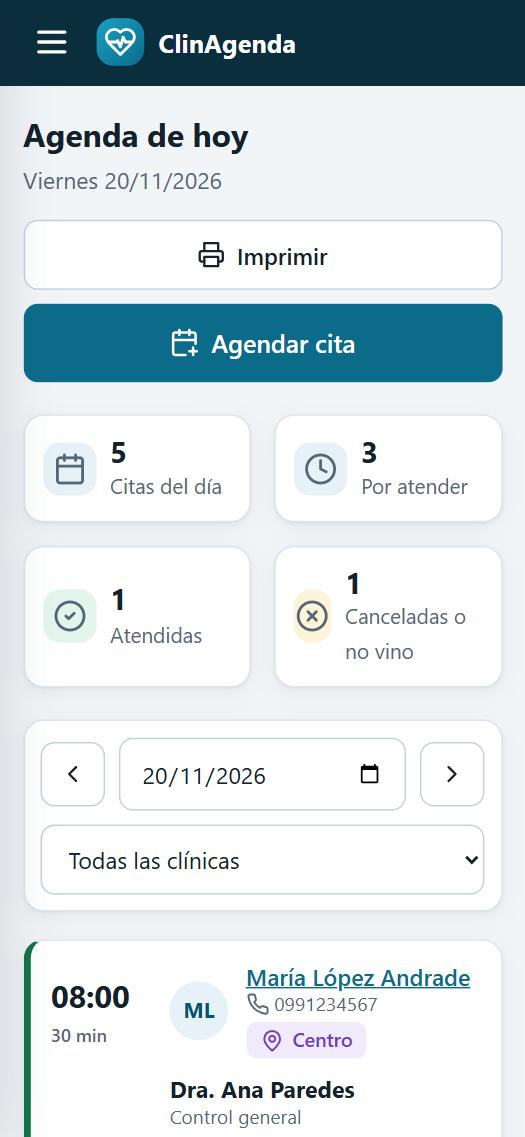 ClinAgenda
Agenda de hoy
Viernes 20/11/2026
Imprimir
Agendar cita
5
Citas del día
3
Por atender
1
Atendidas
1
Canceladas o
no vino
20/11/2026
Todas las clínicas
08:00
30 min
ML
María López Andrade
0991234567
Centro
Dra. Ana Paredes
Control general